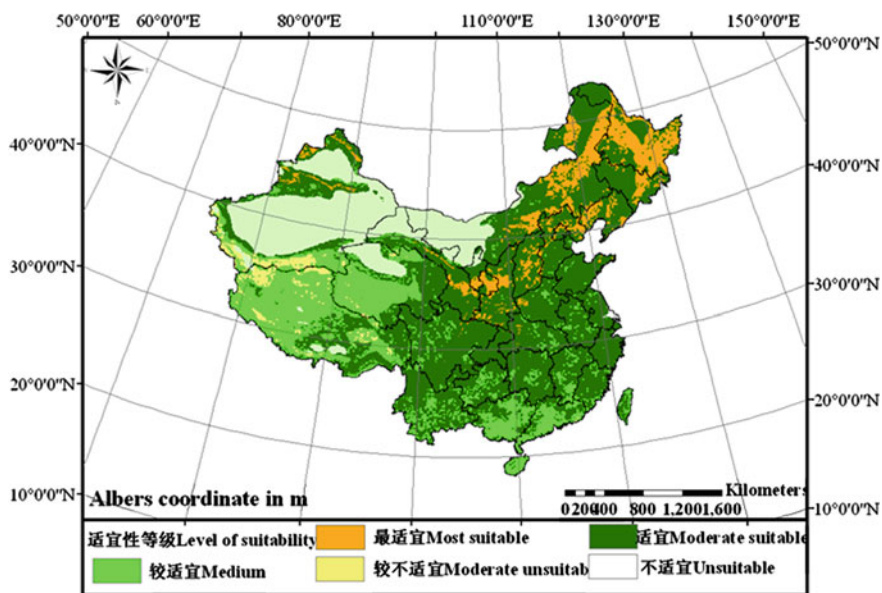 50°0'0"E 60°0'0"E 80°0'0"E 110°0'0"E 130°0'0"E 150°0'0"E
50°0'0"N
40°0'0"N 40°0'0"N
30°0'0"N 30°0'0"N
20°0'0"N 20°0'0"N
10°0'0"N 10°0'0"N
Albers coordinate in m
Kilometers
0 200 400 800 1,200 1,600
适宜性等级Level of suitability 最适宜Most suitable 适宜Moderate suitable
较适宜Medium 较不适宜Moderate unsuitab 不适宜Unsuitable